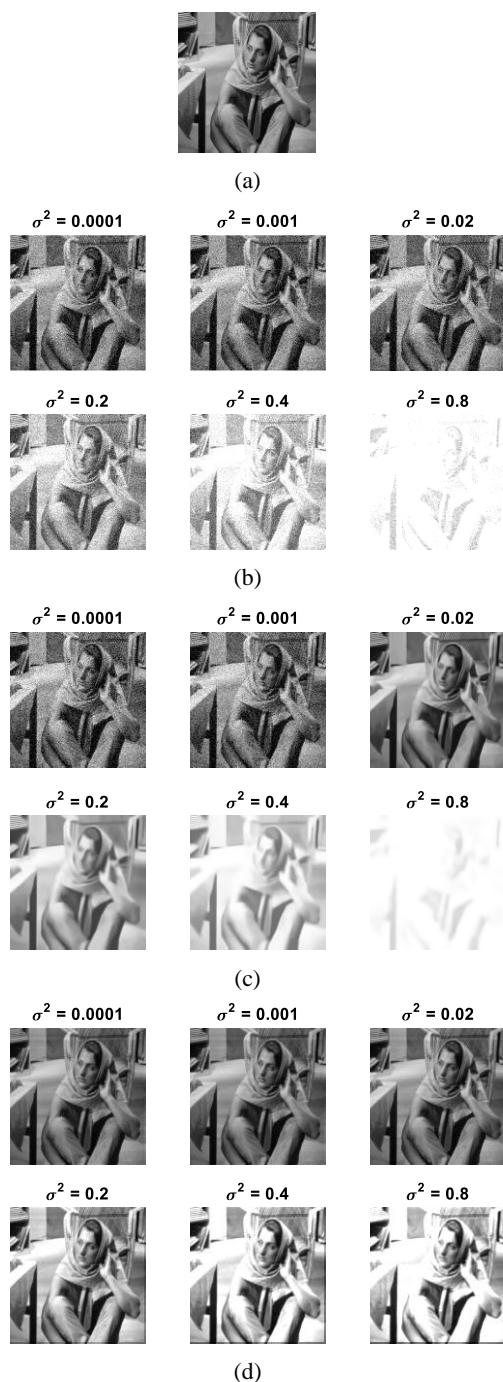 (a)
σ² = 0.0001 σ² = 0.001 σ² = 0.02
σ² = 0.2 σ² = 0.4 σ² = 0.8
(b)
σ² = 0.0001 σ² = 0.001 σ² = 0.02
σ² = 0.2 σ² = 0.4 σ² = 0.8
(c)
σ² = 0.0001 σ² = 0.001 σ² = 0.02
σ² = 0.2 σ² = 0.4 σ² = 0.8
(d)